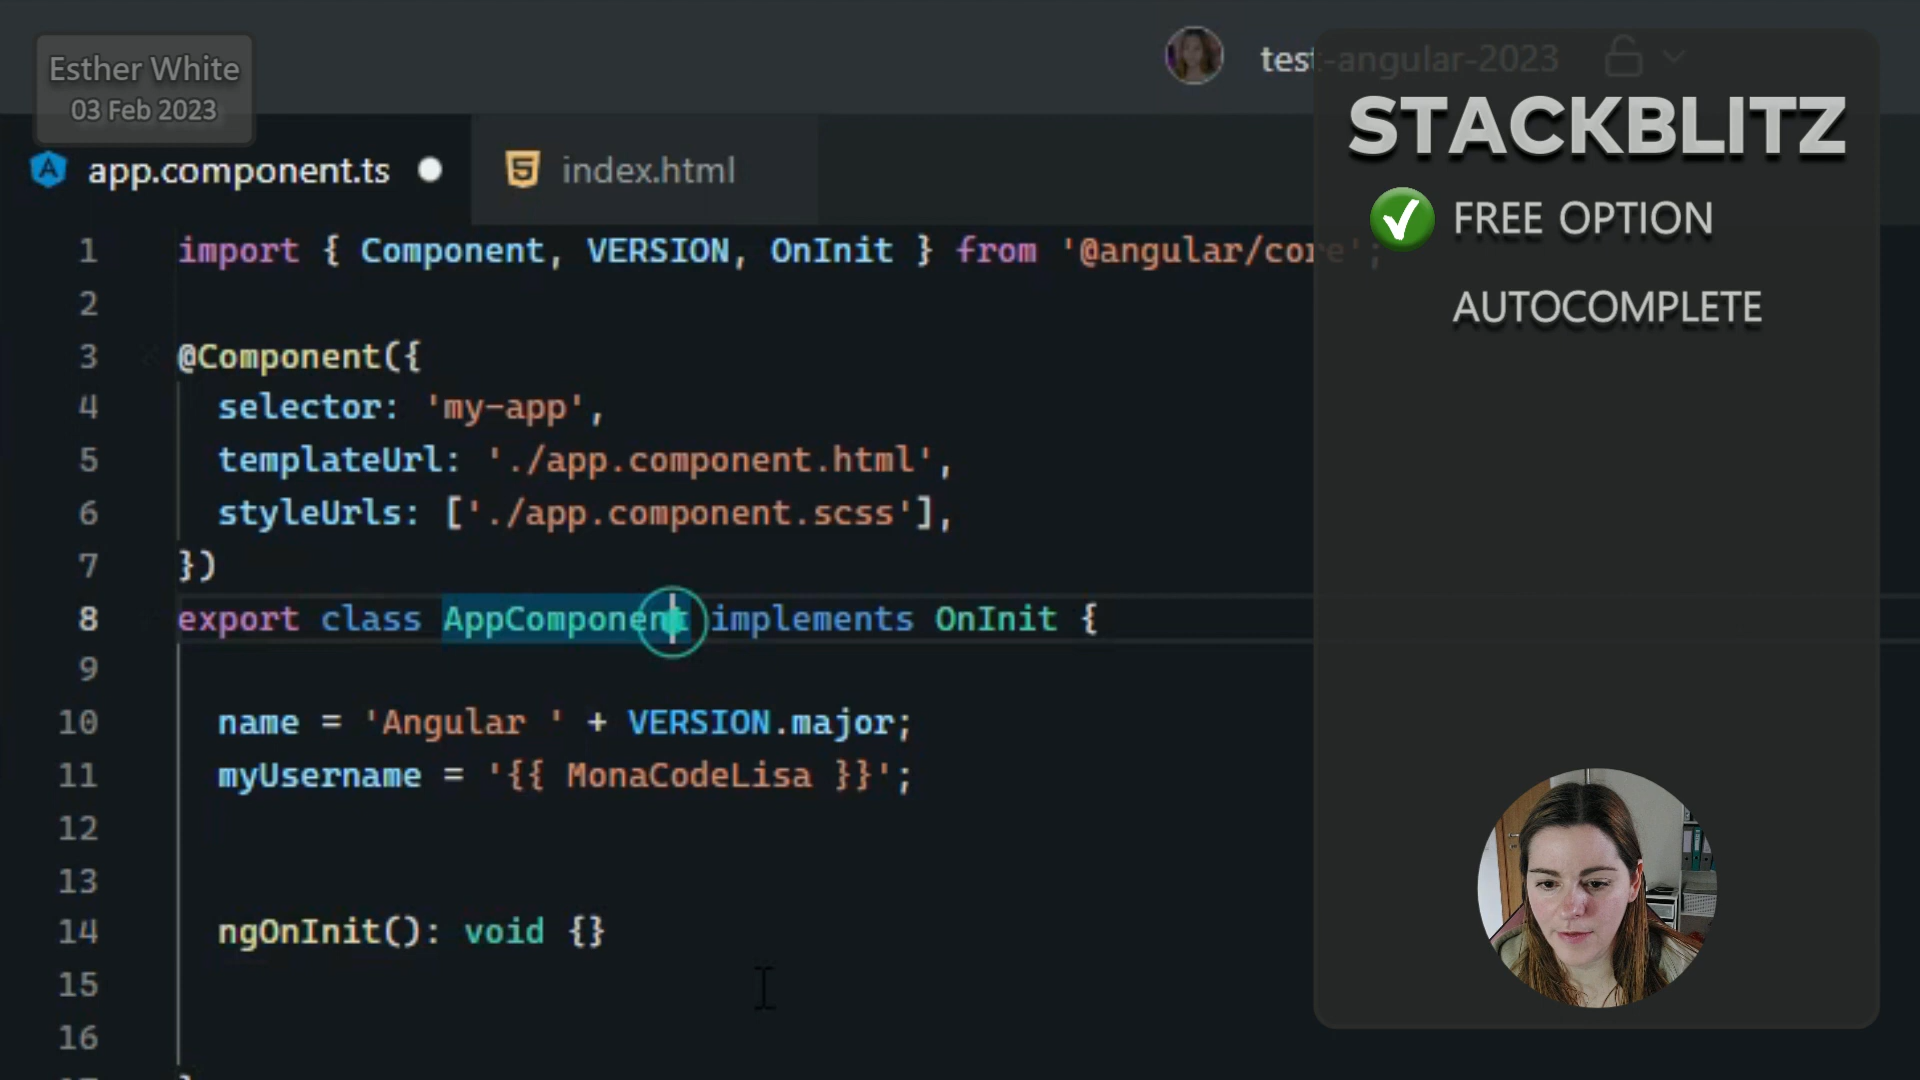 Esther White
03 Feb 2023
test-angular-2023
app.component.ts
index.html
1 import { Component, VERSION, OnInit } from '@angular/core';
2
3 @Component({
4 selector: 'my-app',
5 templateUrl: './app.component.html',
6 styleUrls: ['./app.component.scss'],
7 })
8 export class AppComponent implements OnInit {
9
10 name = 'Angular ' + VERSION.major;
11 myUsername = '{{ MonaCodeLisa }}';
12
13
14 ngOnInit(): void {}
15
16
STACKBLITZ
FREE OPTION
AUTOCOMPLETE